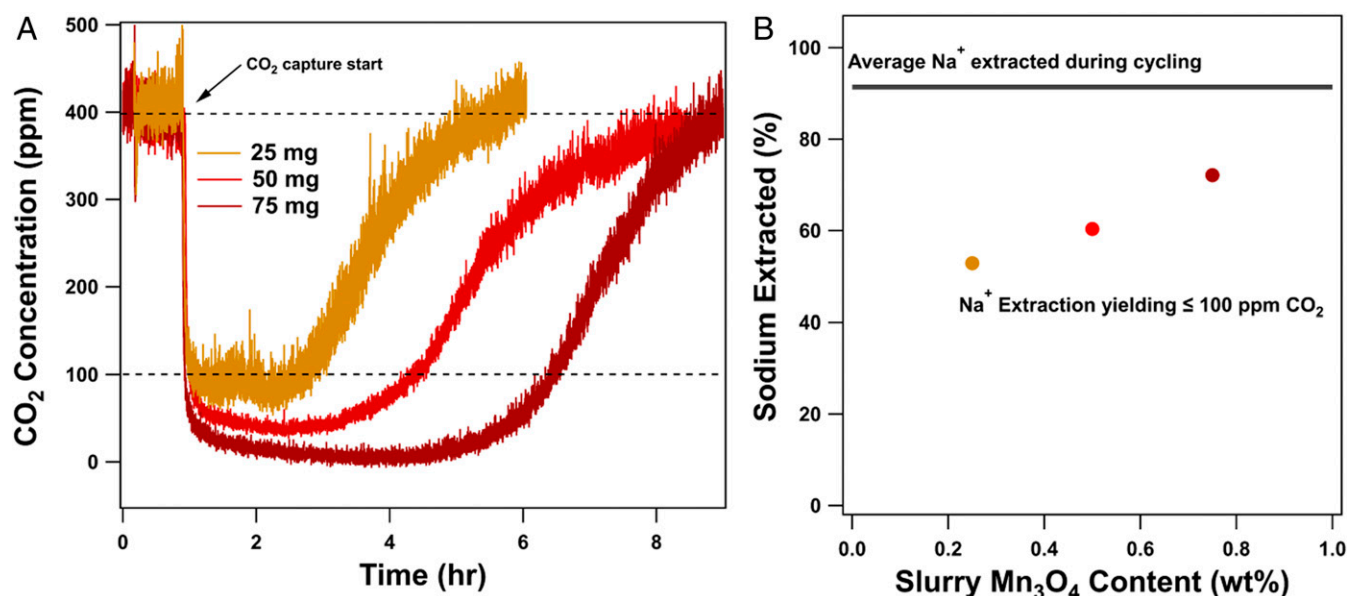 A
CO₂ Concentration (ppm)
500
400
300
200
100
0
CO₂ capture start
25 mg
50 mg
75 mg
0
2
4
6
8
Time (hr)
B
Sodium Extracted (%)
100
80
60
40
20
0
Average Na⁺ extracted during cycling
Na⁺ Extraction yielding ≤ 100 ppm CO₂
0.0
0.2
0.4
0.6
0.8
1.0
Slurry Mn₃O₄ Content (wt%)